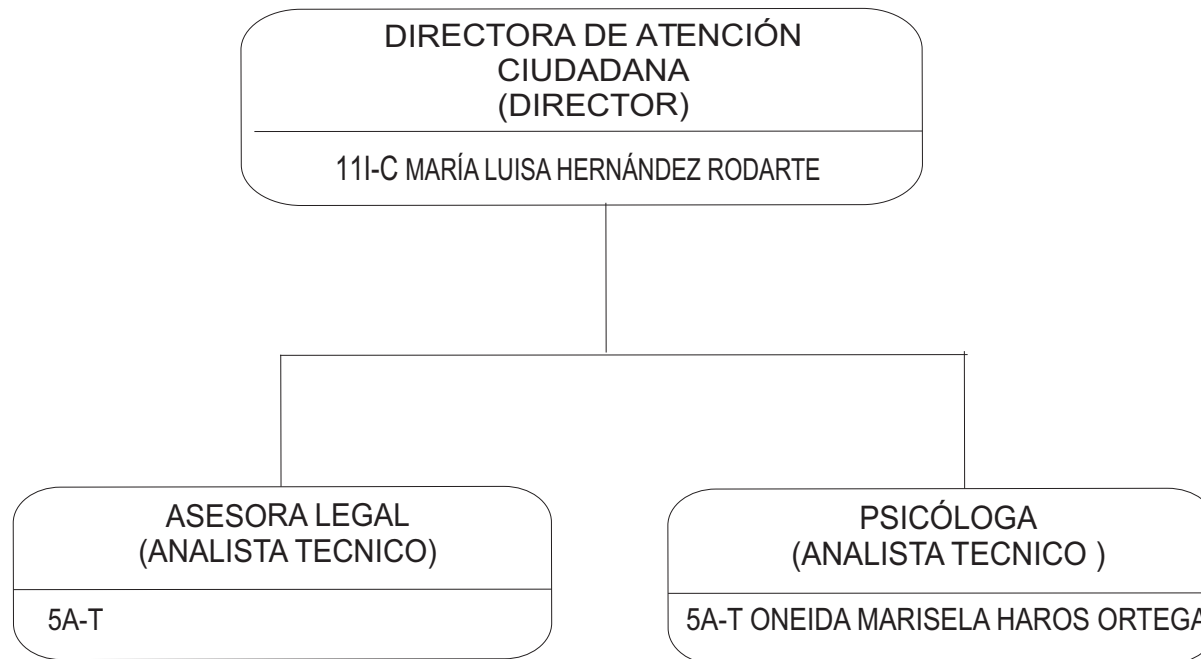 DIRECTORA DE ATENCIÓN
CIUDADANA
(DIRECTOR)
11I-C MARÍA LUISA HERNÁNDEZ RODARTE
ASESORA LEGAL
(ANALISTA TECNICO)
5A-T
PSICÓLOGA
(ANALISTA TECNICO )
5A-T ONEIDA MARISELA HAROS ORTEGA